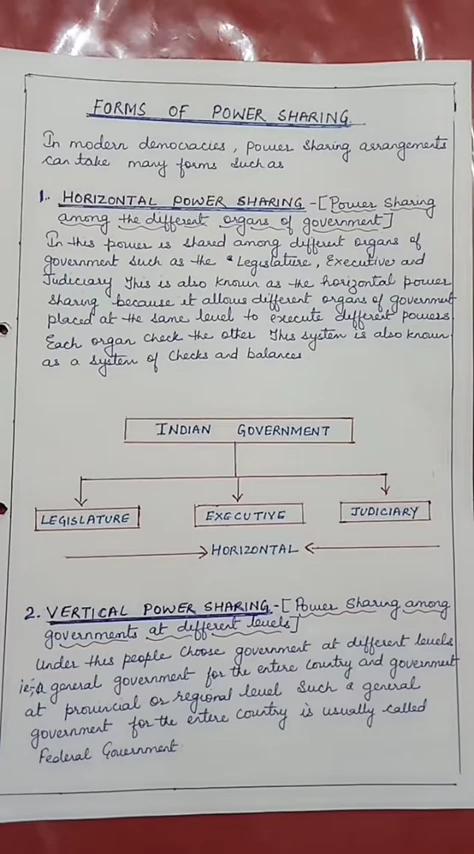 FORMS OF POWER SHARING
In modern democracies, power sharing arrangements
can take many forms such as
1. HORIZONTAL POWER SHARING - [Power Sharing
among the different organs of government]
In this power is shared among different organs of
government such as the "Legislature, Executive and
Judiciary This is also known as the horizontal power
sharing because it allows different organs of government
placed at the same level to execute different powers.
Each organ check the other This system is also known
as a system of checks and balances
INDIAN GOVERNMENT
LEGISLATURE EXECUTIVE JUDICIARY
HORIZONTAL
2. VERTICAL POWER SHARING - [Power Sharing among
governments at different levels]
Under this people choose government at different levels
ie; A general government for the entire country and government
at provincial or regional level Such a general
government for the entire country is usually called
Federal Government